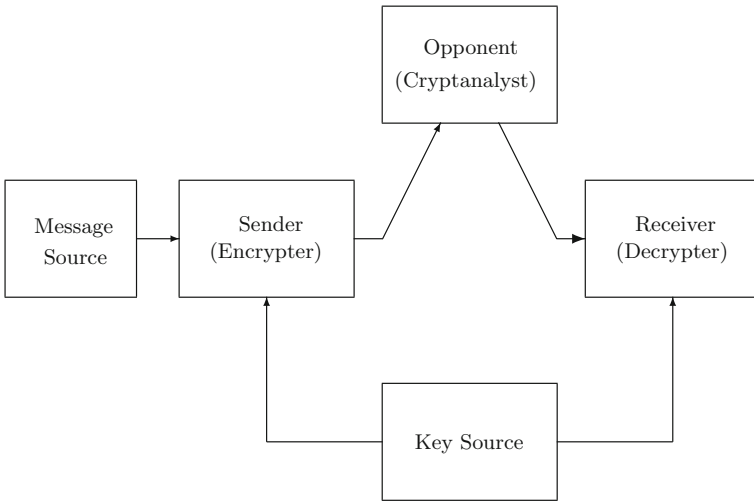 Opponent
(Cryptanalyst)
Message
Source
Sender
(Encrypter)
Receiver
(Decrypter)
Key Source